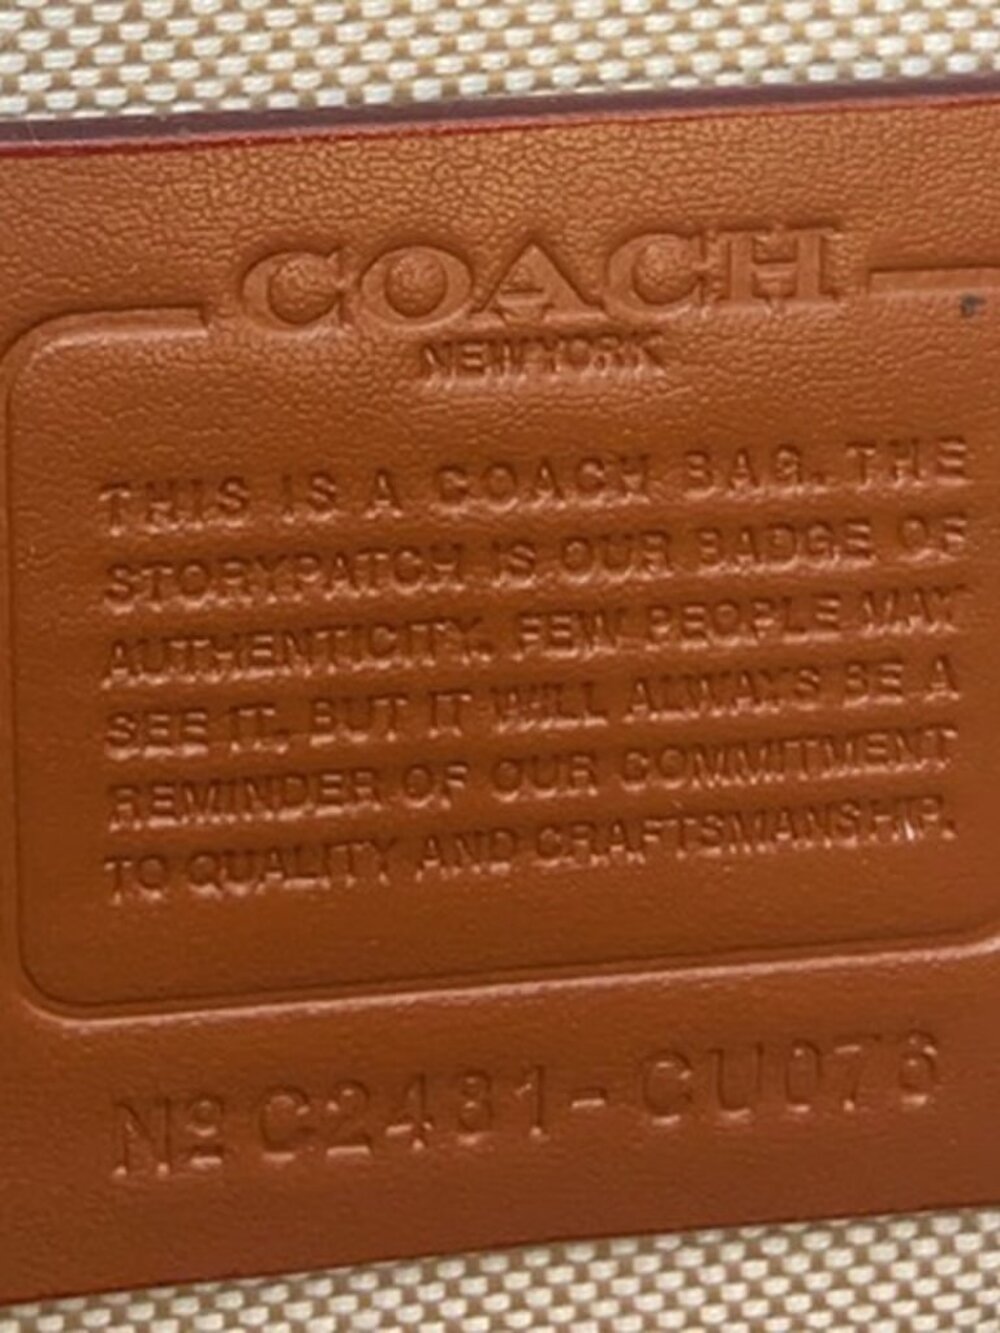 COACH
NEW YORK
THIS IS A COACH BAG. THE
STORYPATCH IS OUR BADGE OF
AUTHENTICITY. FEW PEOPLE MAY
SEE IT, BUT IT WILL ALWAYS BE A
REMINDER OF OUR COMMITMENT
TO QUALITY AND CRAFTSMANSHIP.
Nº C2481-CU076